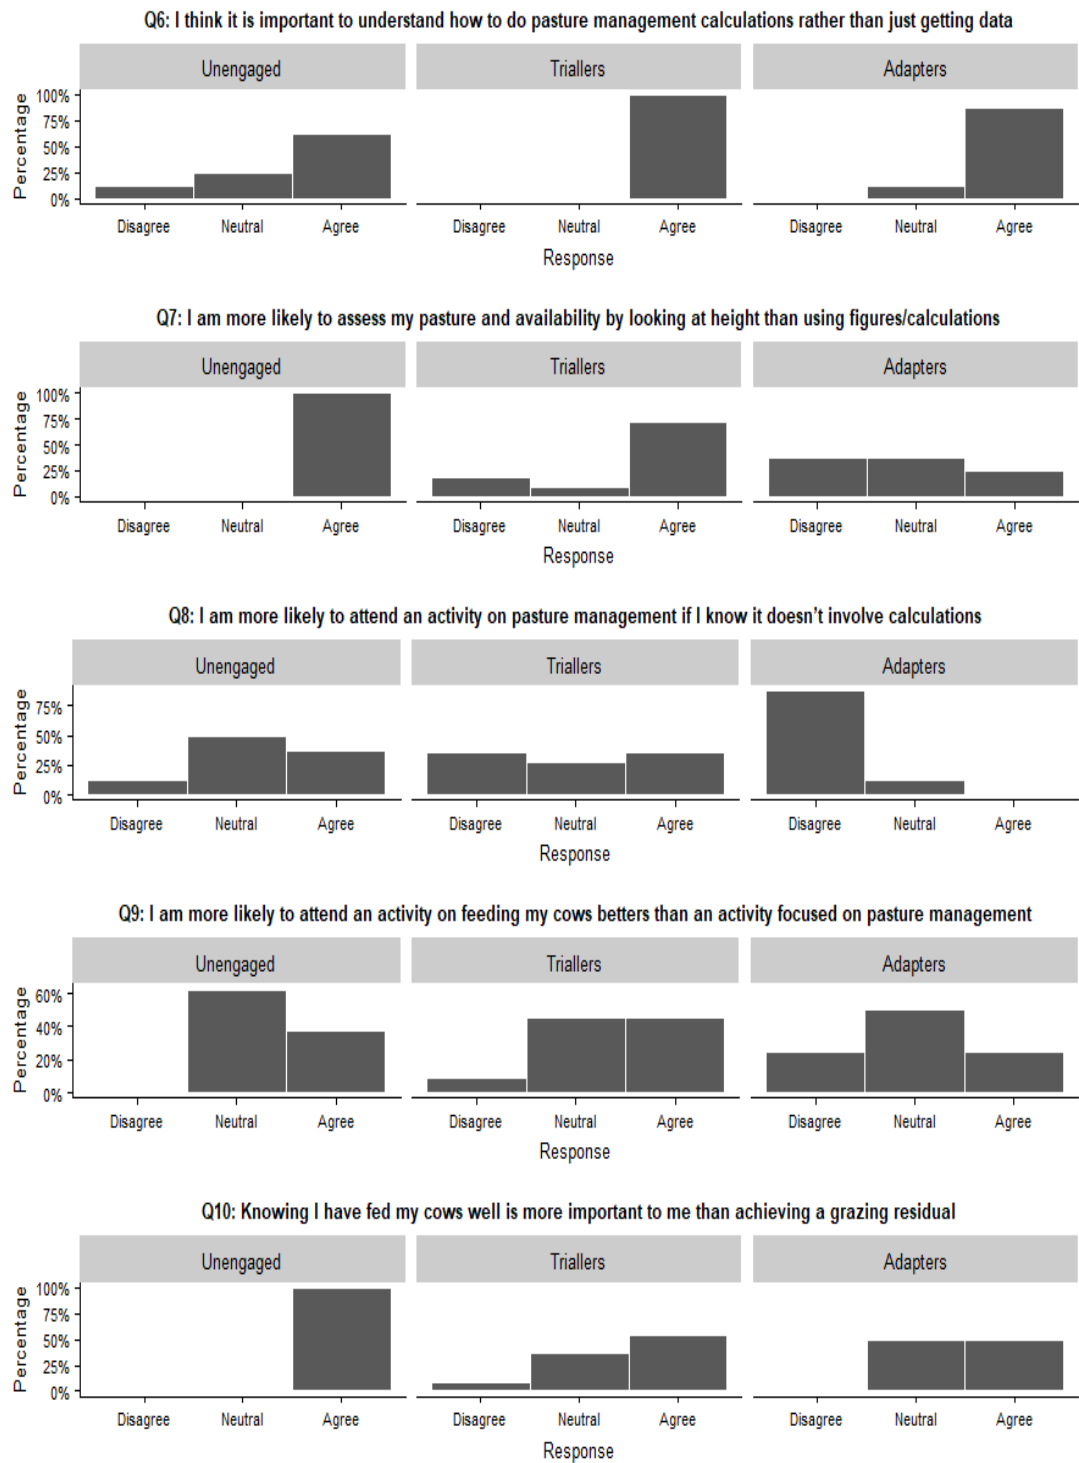 Q6: I think it is important to understand how to do pasture management calculations rather than just getting data
Unengaged Triallers Adapters
Percentage
100%
75%
50%
25%
0%
Disagree Neutral Agree Disagree Neutral Agree Disagree Neutral Agree
Response
Q7: I am more likely to assess my pasture and availability by looking at height than using figures/calculations
Unengaged Triallers Adapters
Percentage
100%
75%
50%
25%
0%
Disagree Neutral Agree Disagree Neutral Agree Disagree Neutral Agree
Response
Q8: I am more likely to attend an activity on pasture management if I know it doesn't involve calculations
Unengaged Triallers Adapters
Percentage
75%
50%
25%
0%
Disagree Neutral Agree Disagree Neutral Agree Disagree Neutral Agree
Response
Q9: I am more likely to attend an activity on feeding my cows betters than an activity focused on pasture management
Unengaged Triallers Adapters
Percentage
60%
40%
20%
0%
Disagree Neutral Agree Disagree Neutral Agree Disagree Neutral Agree
Response
Q10: Knowing I have fed my cows well is more important to me than achieving a grazing residual
Unengaged Triallers Adapters
Percentage
100%
75%
50%
25%
0%
Disagree Neutral Agree Disagree Neutral Agree Disagree Neutral Agree
Response